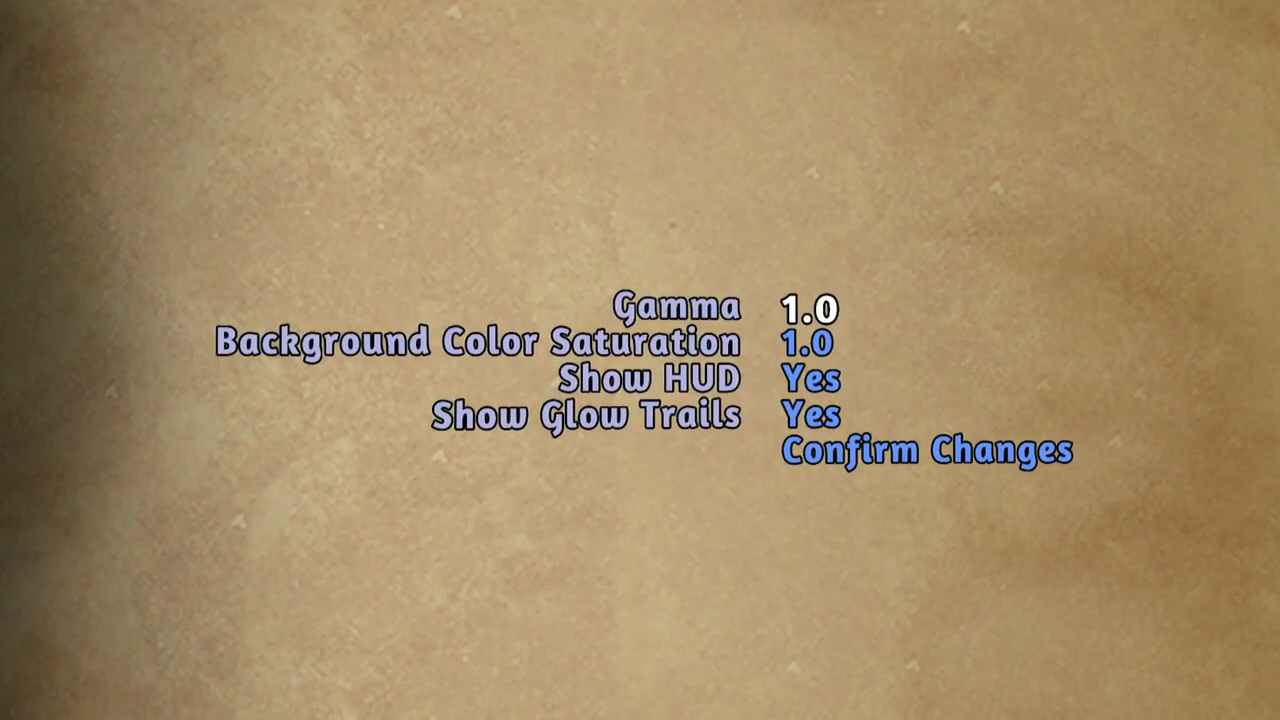 Gamma 1.0
Background Color Saturation 1.0
Show HUD Yes
Show Glow Trails Yes
Confirm Changes